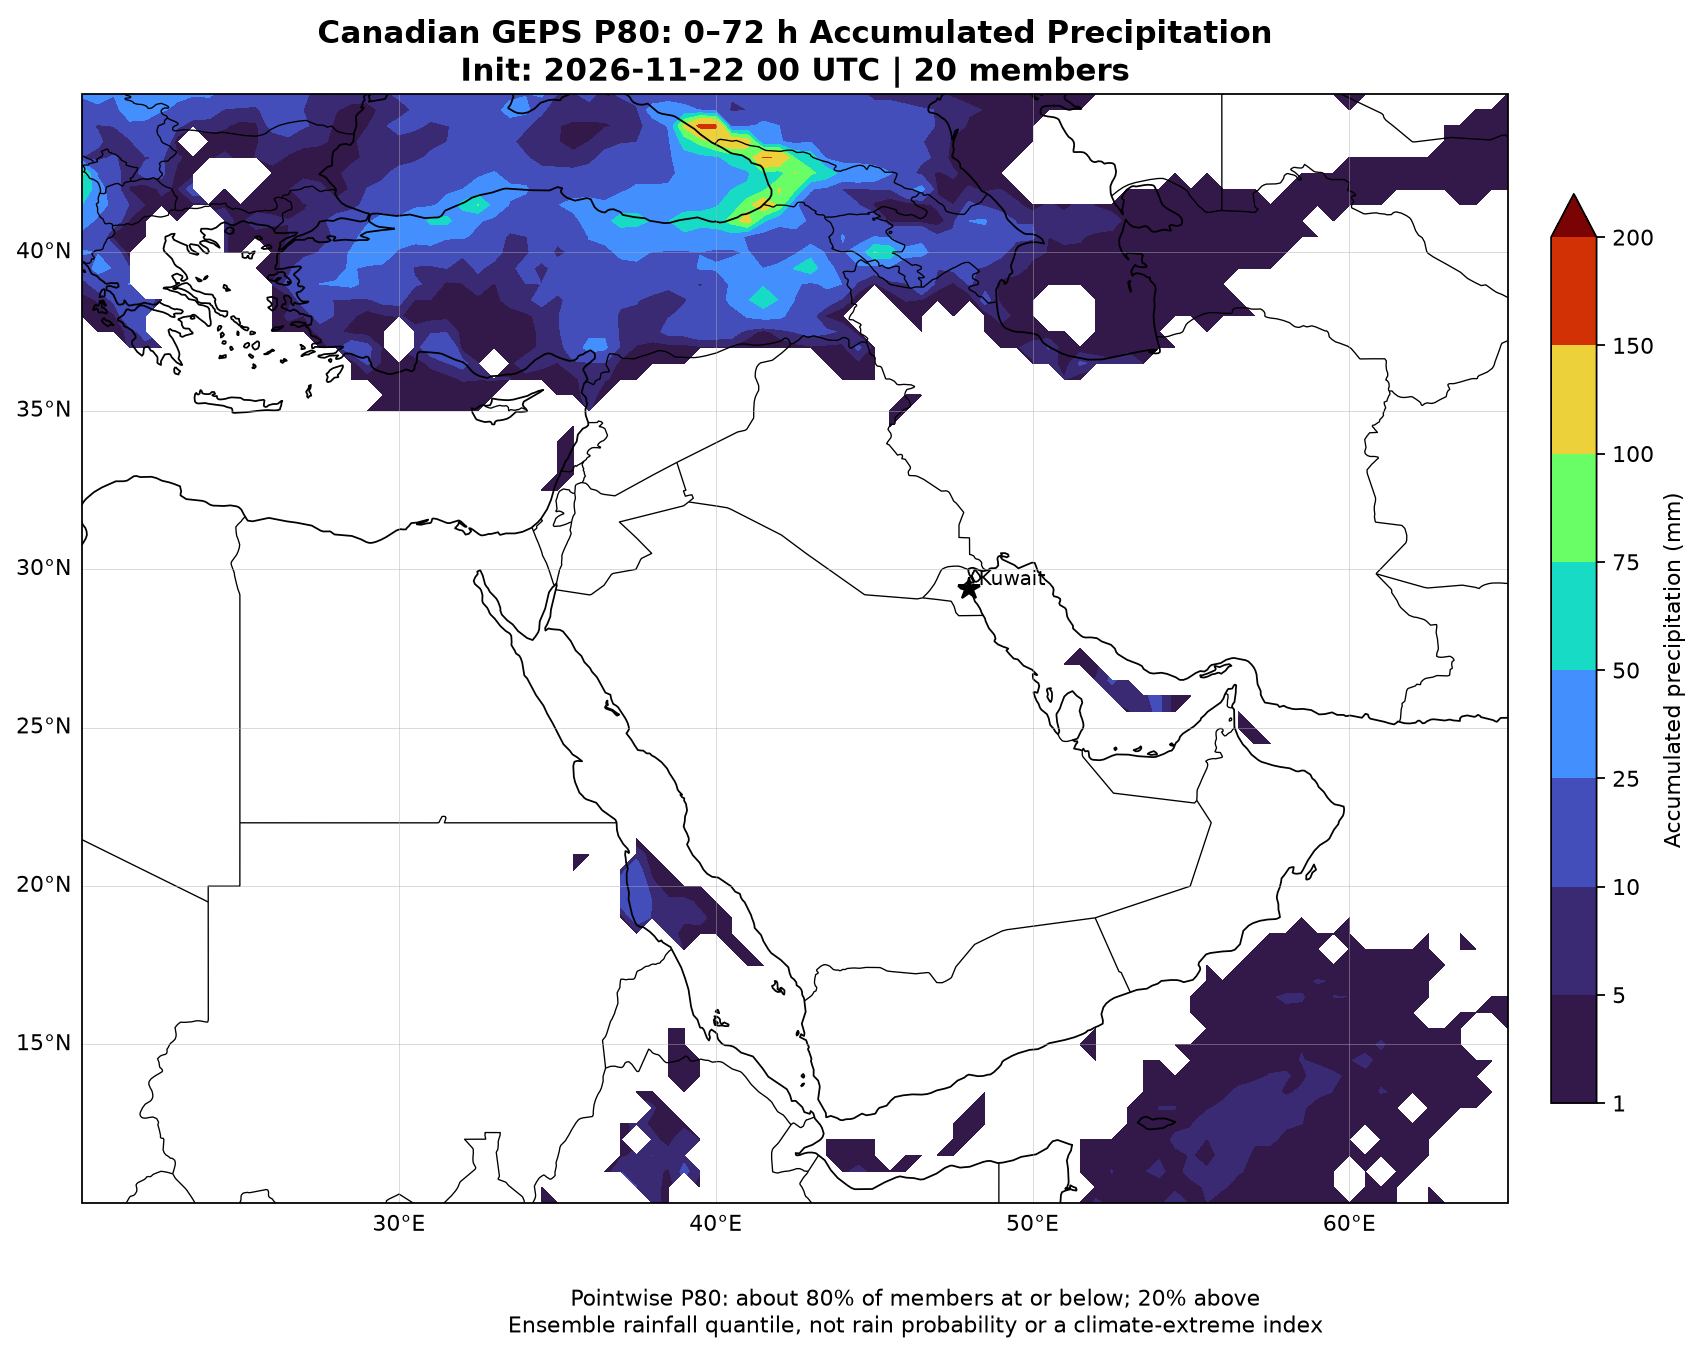 Canadian GEPS P80: 0–72 h Accumulated Precipitation
Init: 2026-11-22 00 UTC | 20 members
40°N
35°N
30°N
25°N
20°N
15°N
Kuwait
30°E
40°E
50°E
60°E
200
150
100
75
50
25
10
5
1
Accumulated precipitation (mm)
Pointwise P80: about 80% of members at or below; 20% above
Ensemble rainfall quantile, not rain probability or a climate-extreme index